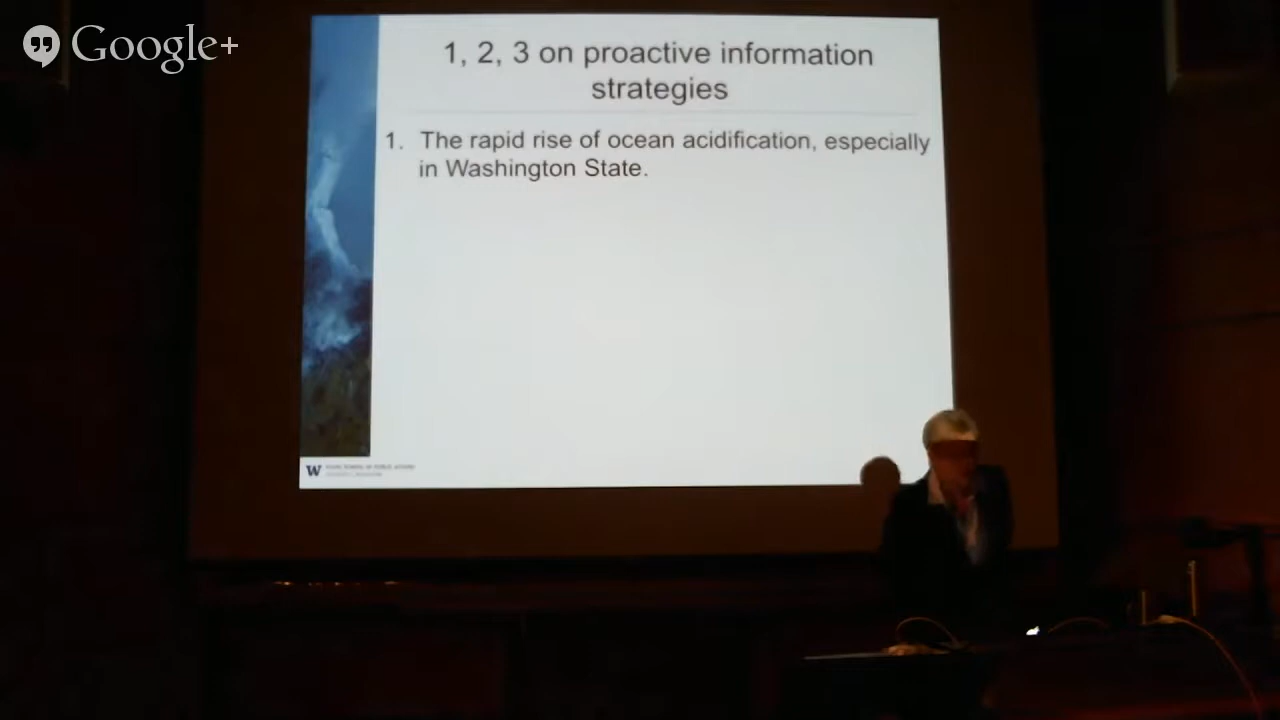 Google+
1, 2, 3 on proactive information
strategies
1. The rapid rise of ocean acidification, especially
in Washington State.
W